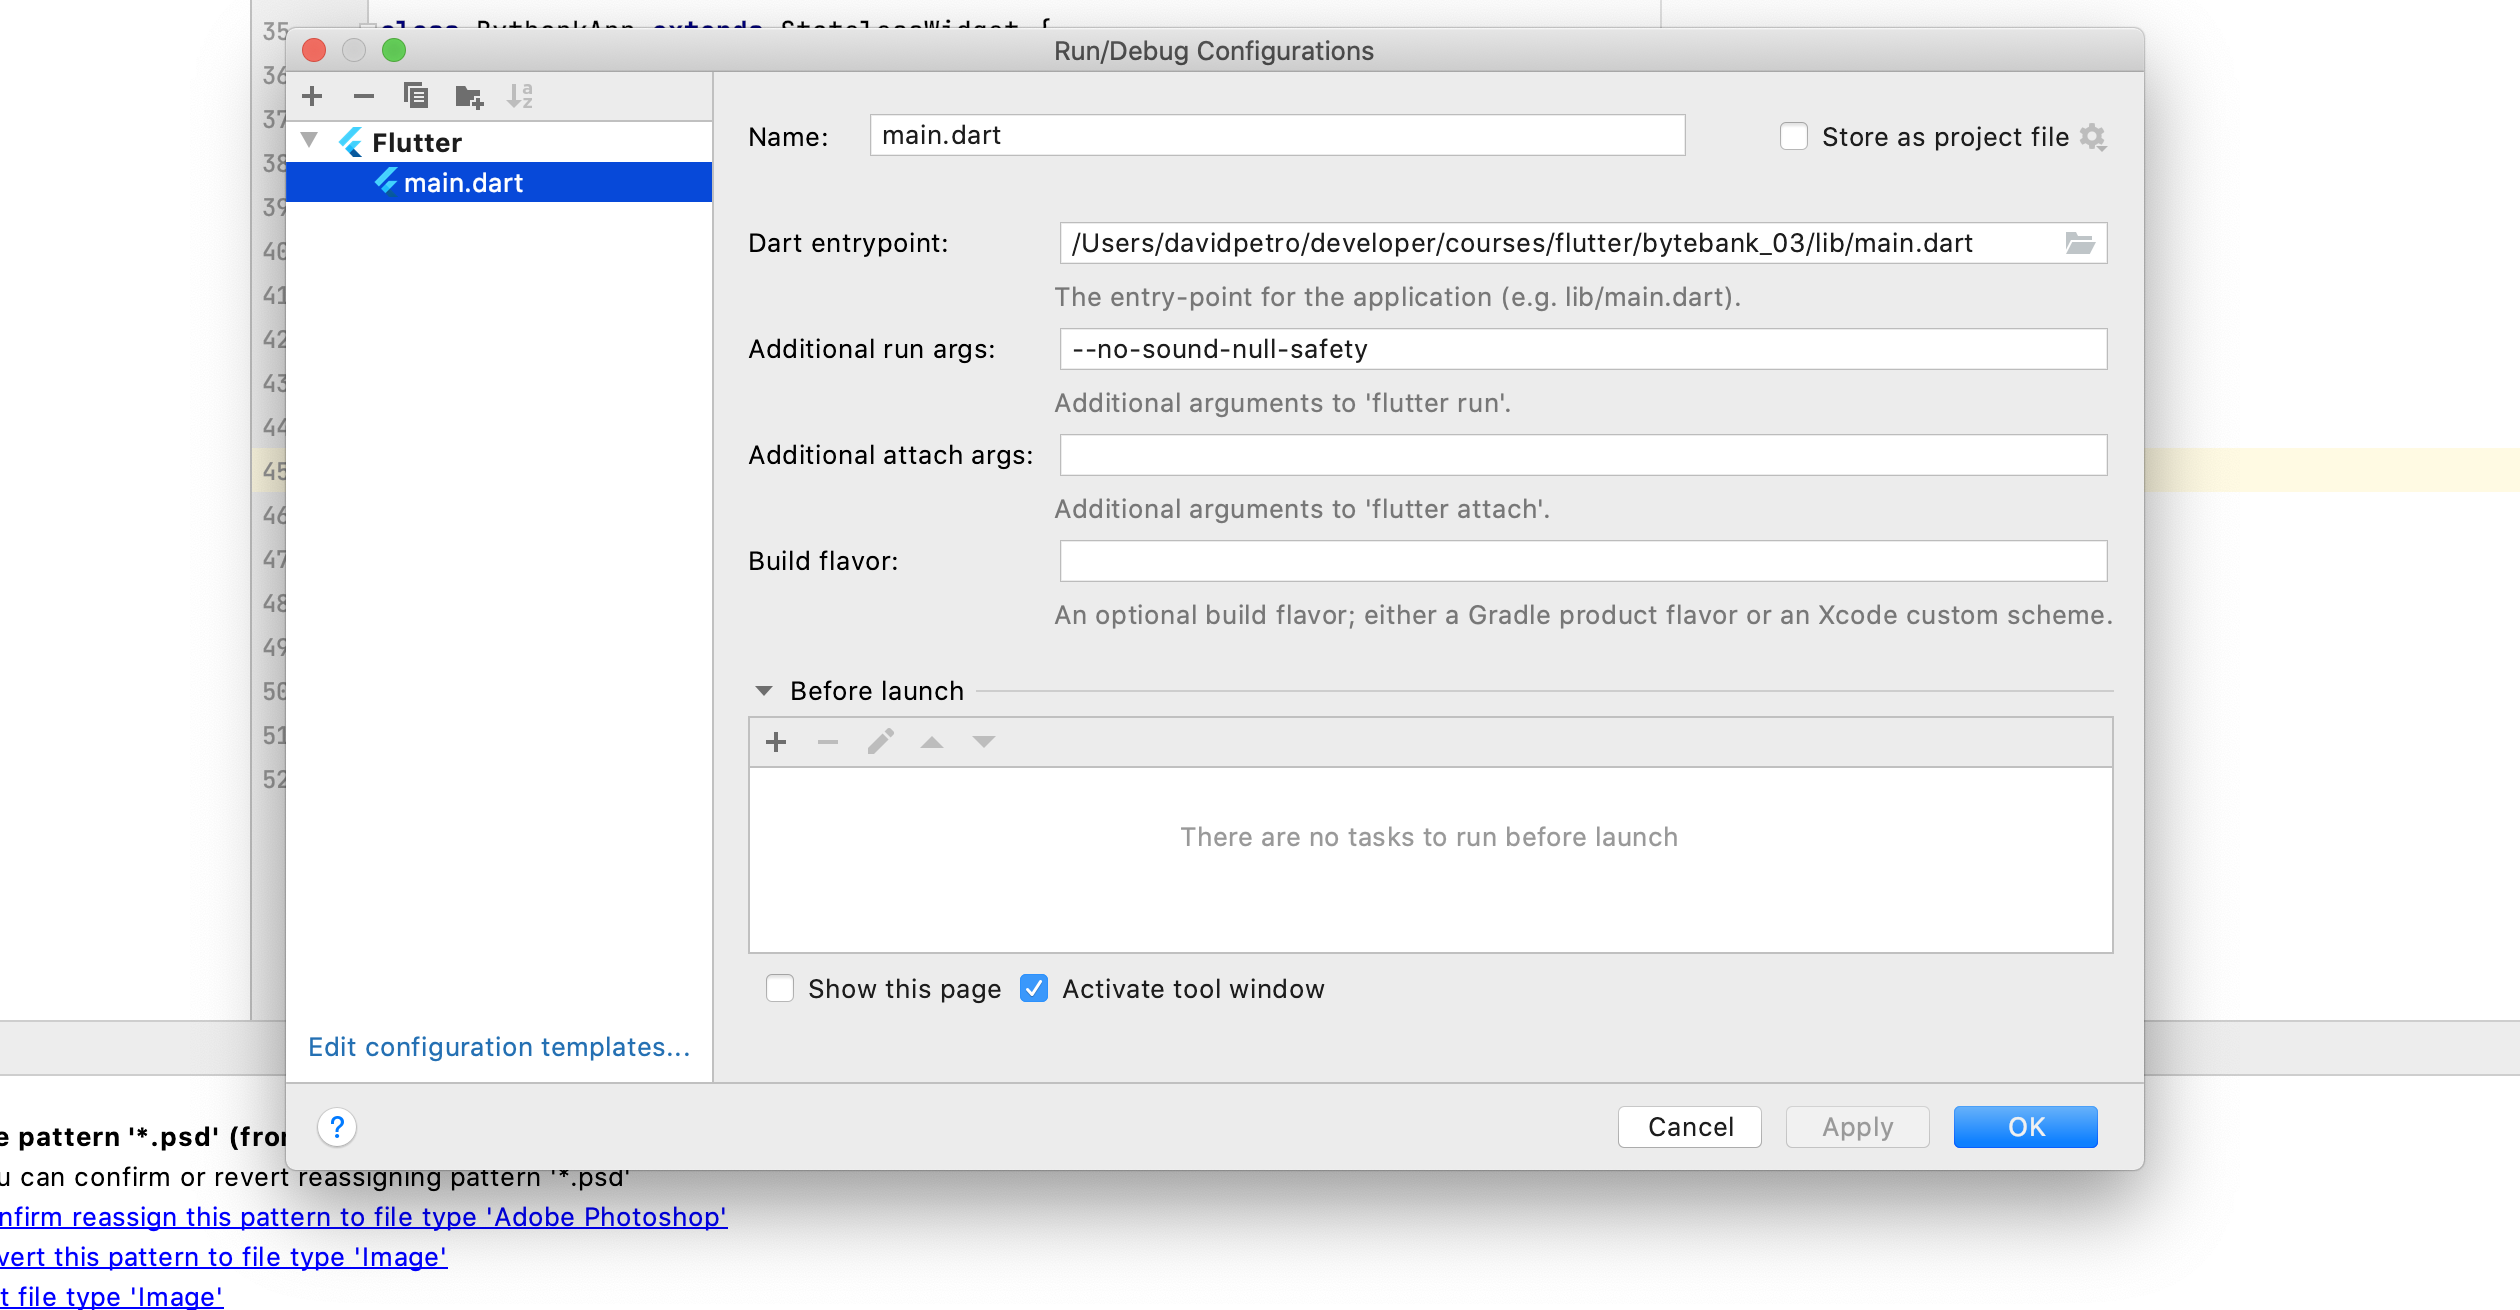 35
class BytbankApp extends StatelessWidget {
Run/Debug Configurations
36
37
38
39
40
41
42
43
44
45
46
47
48
49
50
51
52
Flutter
main.dart
Edit configuration templates...
Name: main.dart
Store as project file
Dart entrypoint: /Users/davidpetro/developer/courses/flutter/bytebank_03/lib/main.dart
The entry-point for the application (e.g. lib/main.dart).
Additional run args: --no-sound-null-safety
Additional arguments to 'flutter run'.
Additional attach args:
Additional arguments to 'flutter attach'.
Build flavor:
An optional build flavor; either a Gradle product flavor or an Xcode custom scheme.
Before launch
There are no tasks to run before launch
Show this page Activate tool window
? Cancel Apply OK
e pattern '*.psd' (fro
u can confirm or revert reassigning pattern '*.psd'
nfirm reassign this pattern to file type 'Adobe Photoshop'
vert this pattern to file type 'Image'
t file type 'Image'